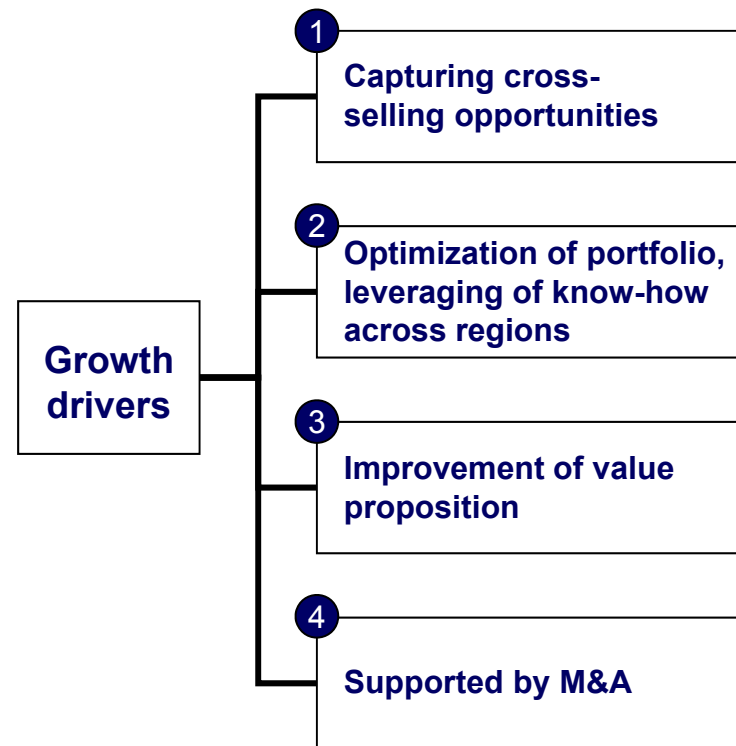 1
Capturing cross-
selling opportunities
2
Optimization of portfolio,
leveraging of know-how
across regions
Growth
drivers
3
Improvement of value
proposition
4
Supported by M&A